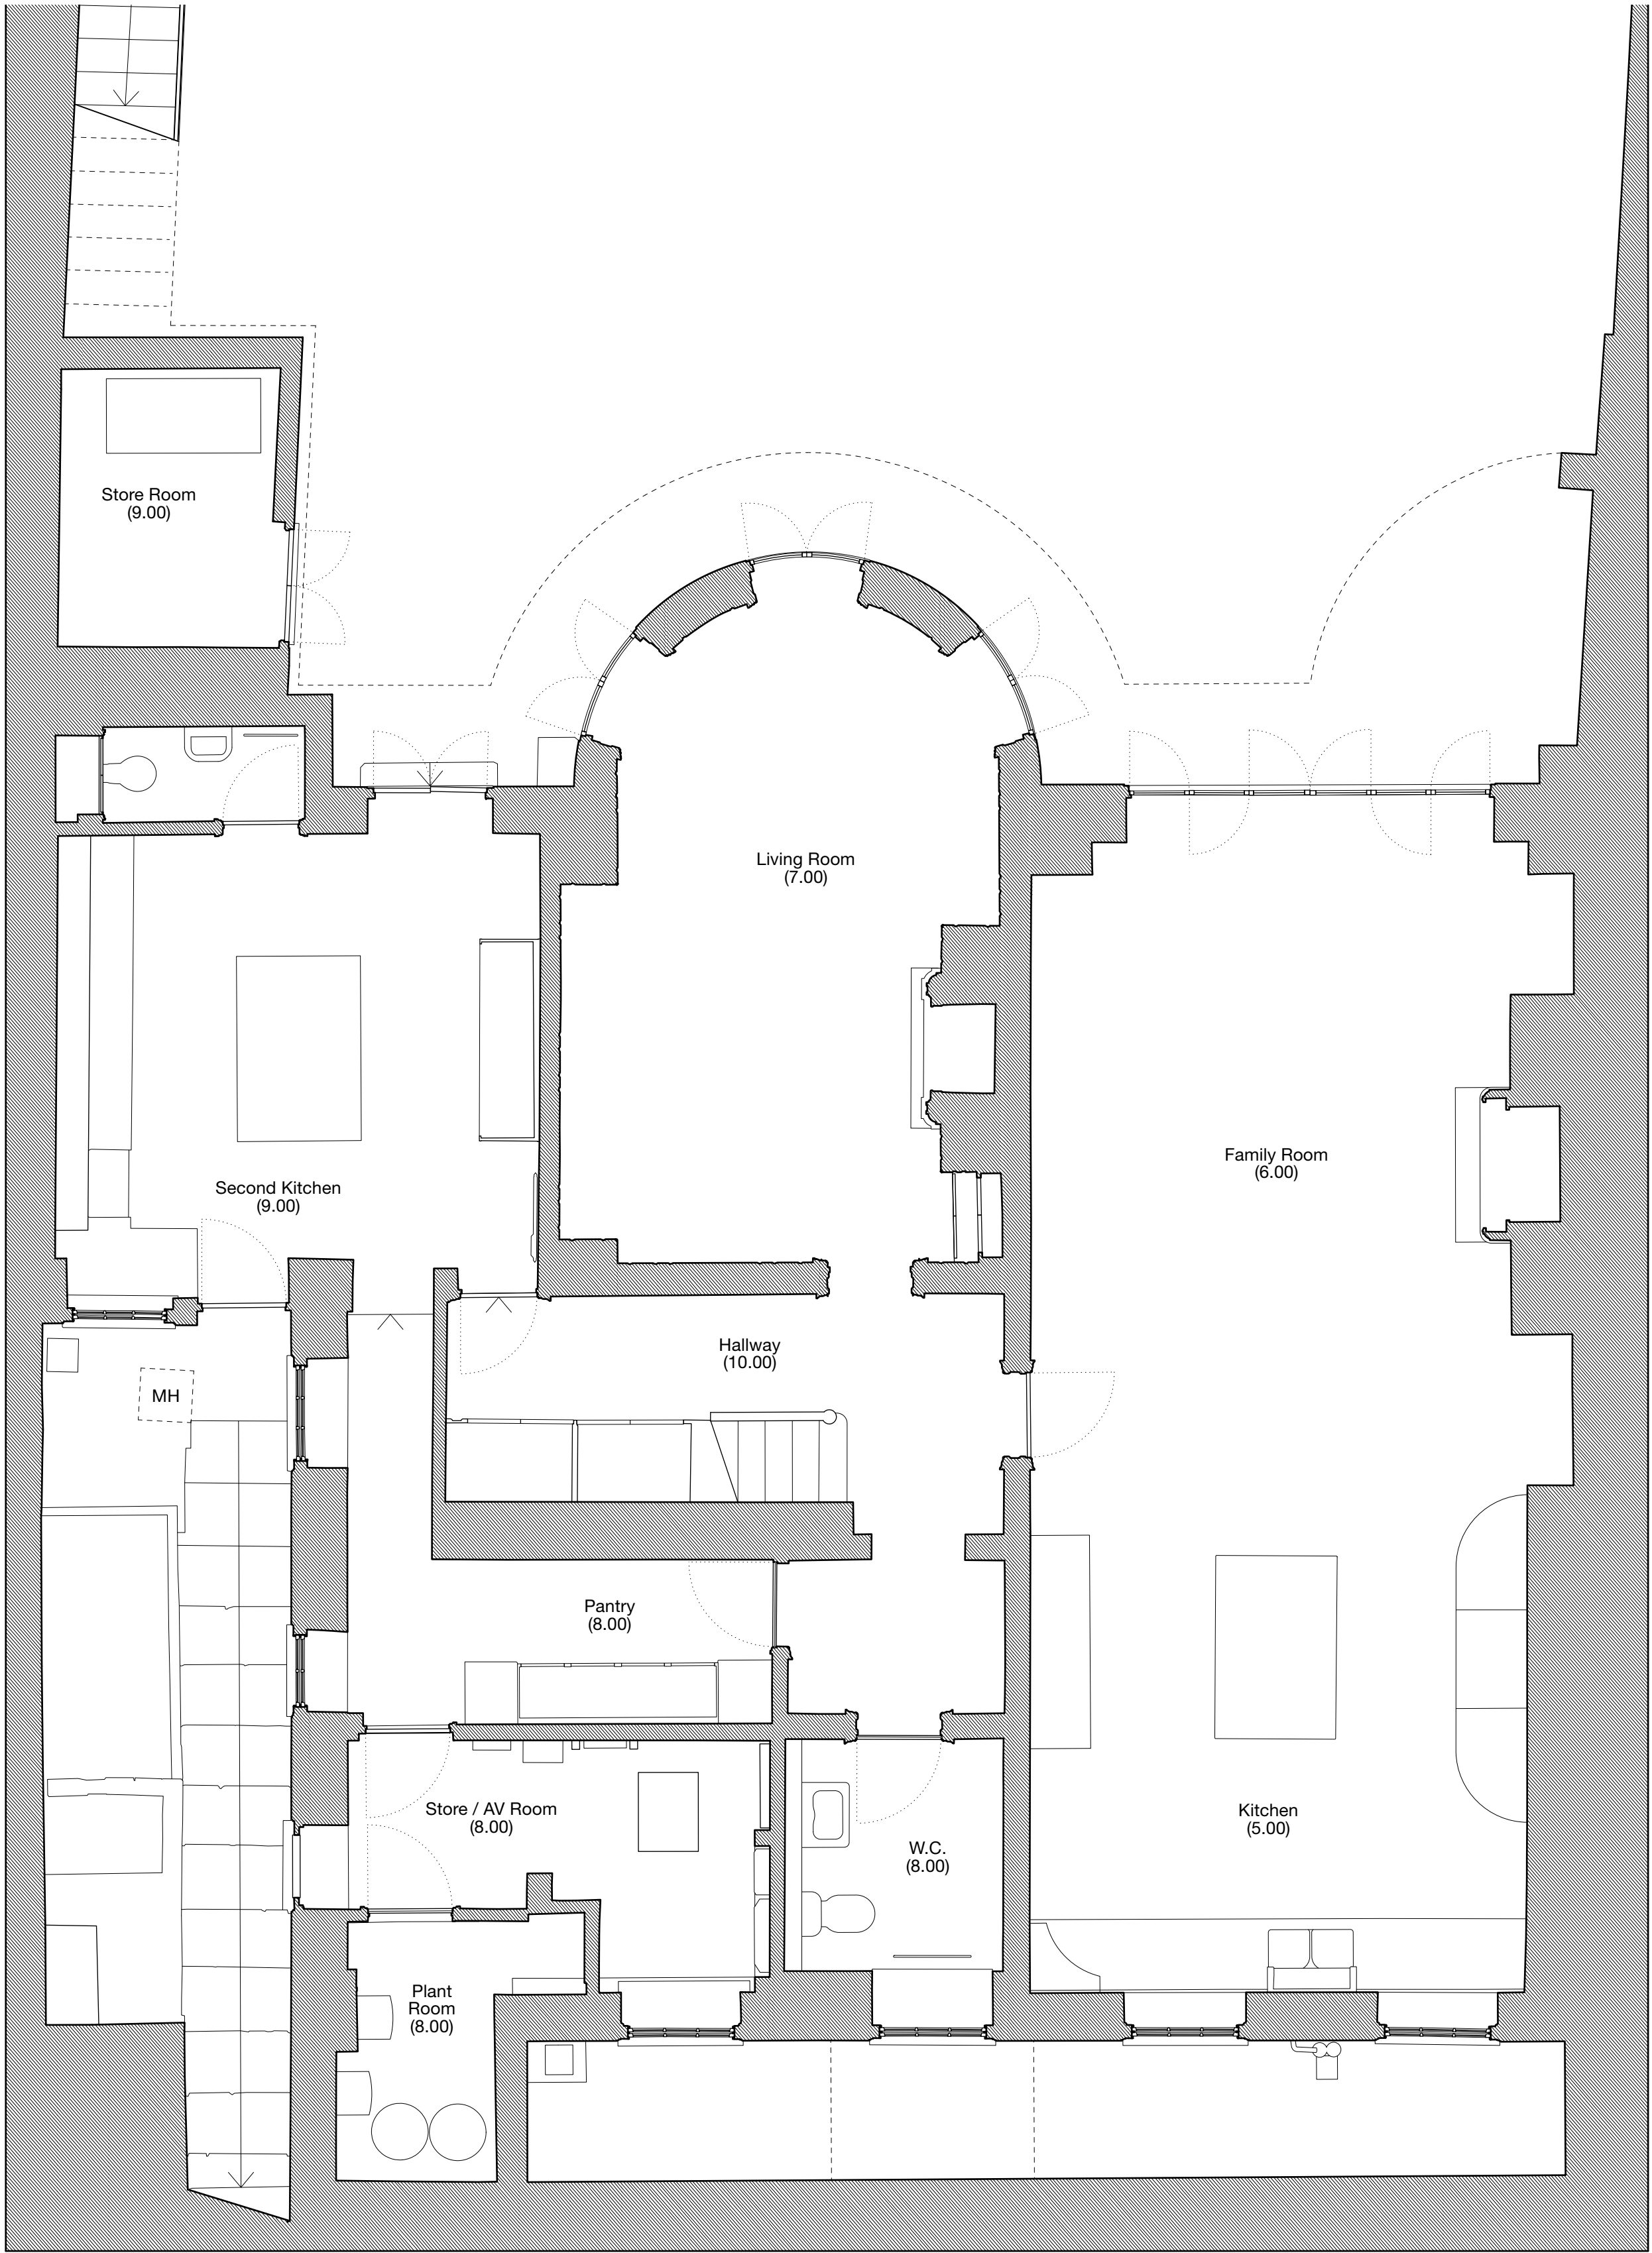 Store Room
(9.00)
Living Room
(7.00)
Family Room
(6.00)
Second Kitchen
(9.00)
Hallway
(10.00)
MH
Pantry
(8.00)
Store / AV Room
(8.00)
Kitchen
(5.00)
W.C.
(8.00)
Plant
Room
(8.00)